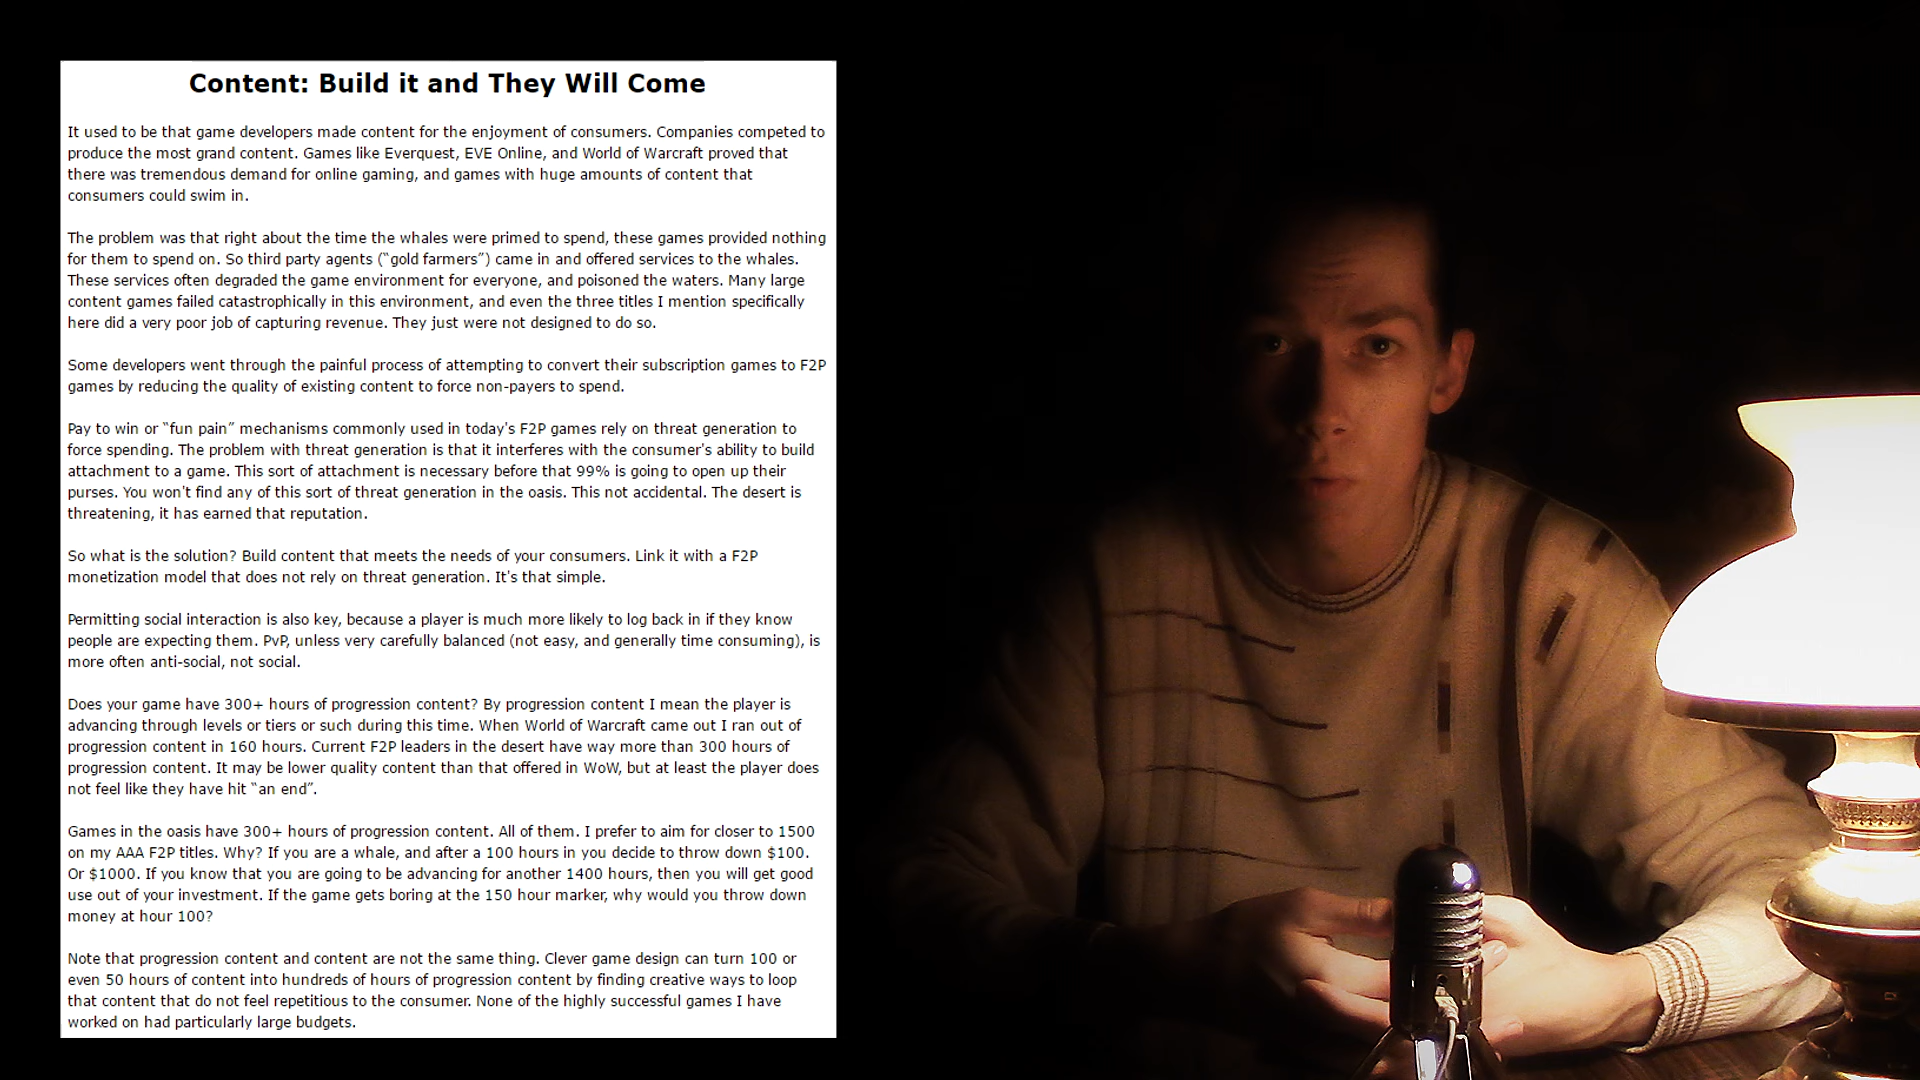 Content: Build it and They Will Come
It used to be that game developers made content for the enjoyment of consumers. Companies competed to
produce the most grand content. Games like Everquest, EVE Online, and World of Warcraft proved that
there was tremendous demand for online gaming, and games with huge amounts of content that
consumers could swim in.
The problem was that right about the time the whales were primed to spend, these games provided nothing
for them to spend on. So third party agents (“gold farmers”) came in and offered services to the whales.
These services often degraded the game environment for everyone, and poisoned the waters. Many large
content games failed catastrophically in this environment, and even the three titles I mention specifically
here did a very poor job of capturing revenue. They just were not designed to do so.
Some developers went through the painful process of attempting to convert their subscription games to F2P
games by reducing the quality of existing content to force non-payers to spend.
Pay to win or “fun pain” mechanisms commonly used in today's F2P games rely on threat generation to
force spending. The problem with threat generation is that it interferes with the consumer's ability to build
attachment to a game. This sort of attachment is necessary before that 99% is going to open up their
purses. You won't find any of this sort of threat generation in the oasis. This not accidental. The desert is
threatening, it has earned that reputation.
So what is the solution? Build content that meets the needs of your consumers. Link it with a F2P
monetization model that does not rely on threat generation. It's that simple.
Permitting social interaction is also key, because a player is much more likely to log back in if they know
people are expecting them. PvP, unless very carefully balanced (not easy, and generally time consuming), is
more often anti-social, not social.
Does your game have 300+ hours of progression content? By progression content I mean the player is
advancing through levels or tiers or such during this time. When World of Warcraft came out I ran out of
progression content in 160 hours. Current F2P leaders in the desert have way more than 300 hours of
progression content. It may be lower quality content than that offered in WoW, but at least the player does
not feel like they have hit “an end”.
Games in the oasis have 300+ hours of progression content. All of them. I prefer to aim for closer to 1500
on my AAA F2P titles. Why? If you are a whale, and after a 100 hours in you decide to throw down $100.
Or $1000. If you know that you are going to be advancing for another 1400 hours, then you will get good
use out of your investment. If the game gets boring at the 150 hour marker, why would you throw down
money at hour 100?
Note that progression content and content are not the same thing. Clever game design can turn 100 or
even 50 hours of content into hundreds of hours of progression content by finding creative ways to loop
that content that do not feel repetitious to the consumer. None of the highly successful games I have
worked on had particularly large budgets.